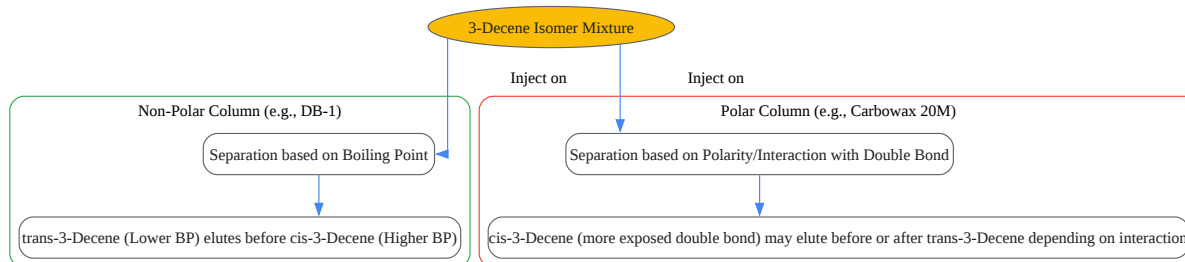 3-Decene Isomer Mixture
Inject on
Inject on
Non-Polar Column (e.g., DB-1)
Polar Column (e.g., Carbowax 20M)
Separation based on Boiling Point
Separation based on Polarity/Interaction with Double Bond
trans-3-Decene (Lower BP) elutes before cis-3-Decene (Higher BP)
cis-3-Decene (more exposed double bond) may elute before or after trans-3-Decene depending on interaction